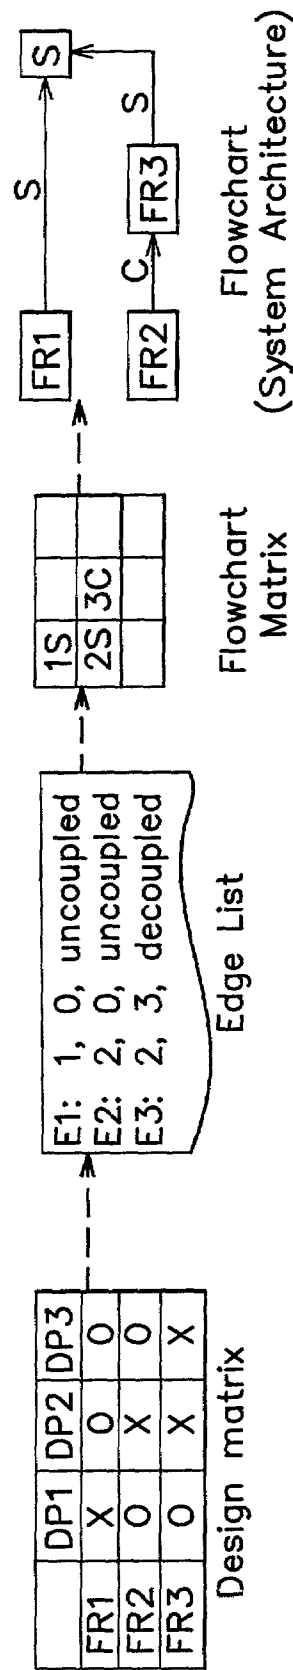 DP1 DP2 DP3
FR1 X O O
FR2 O X O
FR3 O X X
Design matrix
E1: 1, 0, uncoupled
E2: 2, 0, uncoupled
E3: 2, 3, decoupled
Edge List
1S
2S 3C
Flowchart
Matrix
FR1 S S
FR2 C FR3 S
Flowchart
(System Architecture)